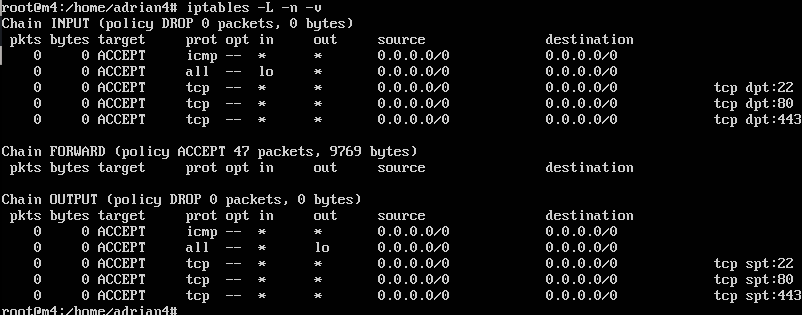 root@m4:/home/adrian4# iptables -L -n -v
Chain INPUT (policy DROP 0 packets, 0 bytes)
pkts bytes target prot opt in out source destination
0 0 ACCEPT icmp -- * * 0.0.0.0/0 0.0.0.0/0
0 0 ACCEPT all -- lo * 0.0.0.0/0 0.0.0.0/0
0 0 ACCEPT tcp -- * * 0.0.0.0/0 0.0.0.0/0 tcp dpt:22
0 0 ACCEPT tcp -- * * 0.0.0.0/0 0.0.0.0/0 tcp dpt:80
0 0 ACCEPT tcp -- * * 0.0.0.0/0 0.0.0.0/0 tcp dpt:443
Chain FORWARD (policy ACCEPT 47 packets, 9769 bytes)
pkts bytes target prot opt in out source destination
Chain OUTPUT (policy DROP 0 packets, 0 bytes)
pkts bytes target prot opt in out source destination
0 0 ACCEPT icmp -- * * 0.0.0.0/0 0.0.0.0/0
0 0 ACCEPT all -- * lo 0.0.0.0/0 0.0.0.0/0
0 0 ACCEPT tcp -- * * 0.0.0.0/0 0.0.0.0/0 tcp spt:22
0 0 ACCEPT tcp -- * * 0.0.0.0/0 0.0.0.0/0 tcp spt:80
0 0 ACCEPT tcp -- * * 0.0.0.0/0 0.0.0.0/0 tcp spt:443
root@m4:/home/adrian4#